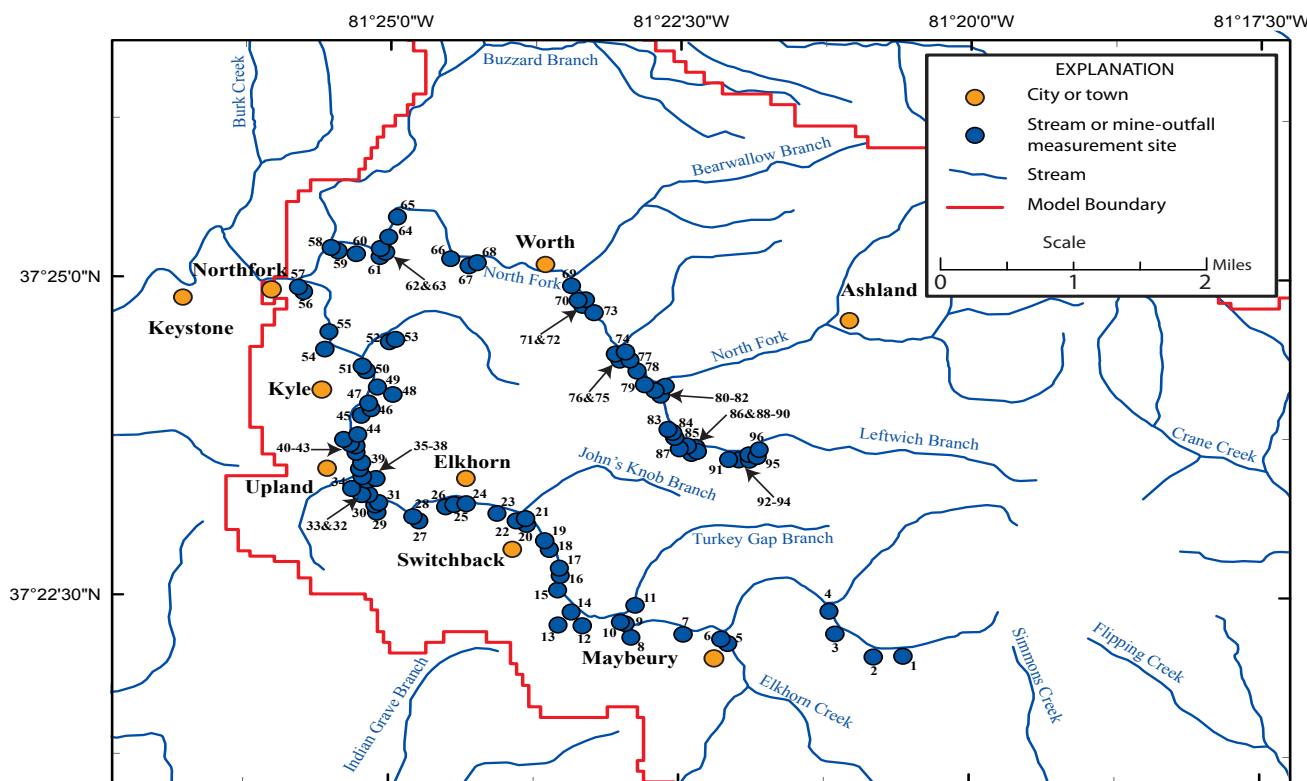 81°25'0"W
81°22'30"W
81°20'0"W
81°17'30"W
Buzzard Branch
Burk Creek
Bearwallow Branch
EXPLANATION
City or town
Stream or mine-outfall
measurement site
Stream
Model Boundary
Scale
0 1 2 Miles
37°25'0"N
37°22'30"N
65
64
58
60
59
61
62&63
66
67
68
Worth
North Fork
69
70
71&72
73
Northfork
57
56
Keystone
Ashland
55
54
52
53
51
50
Kyle
49
48
47
46
45
44
74
77
78
76&75
79
North Fork
80-82
83
84
85
86&88-90
87
96
95
91
92-94
Leftwich Branch
Crane Creek
40-43
39
35-38
Upland
34
33&32
31
30
29
28
27
Elkhorn
26
25
24
23
22
21
20
John's Knob Branch
Switchback
19
18
17
16
15
14
13
12
Turkey Gap Branch
11
10
9
8
7
6
5
Maybeury
4
3
2
1
Elkhorn Creek
Indian Grave Branch
Simmons Creek
Flipping Creek